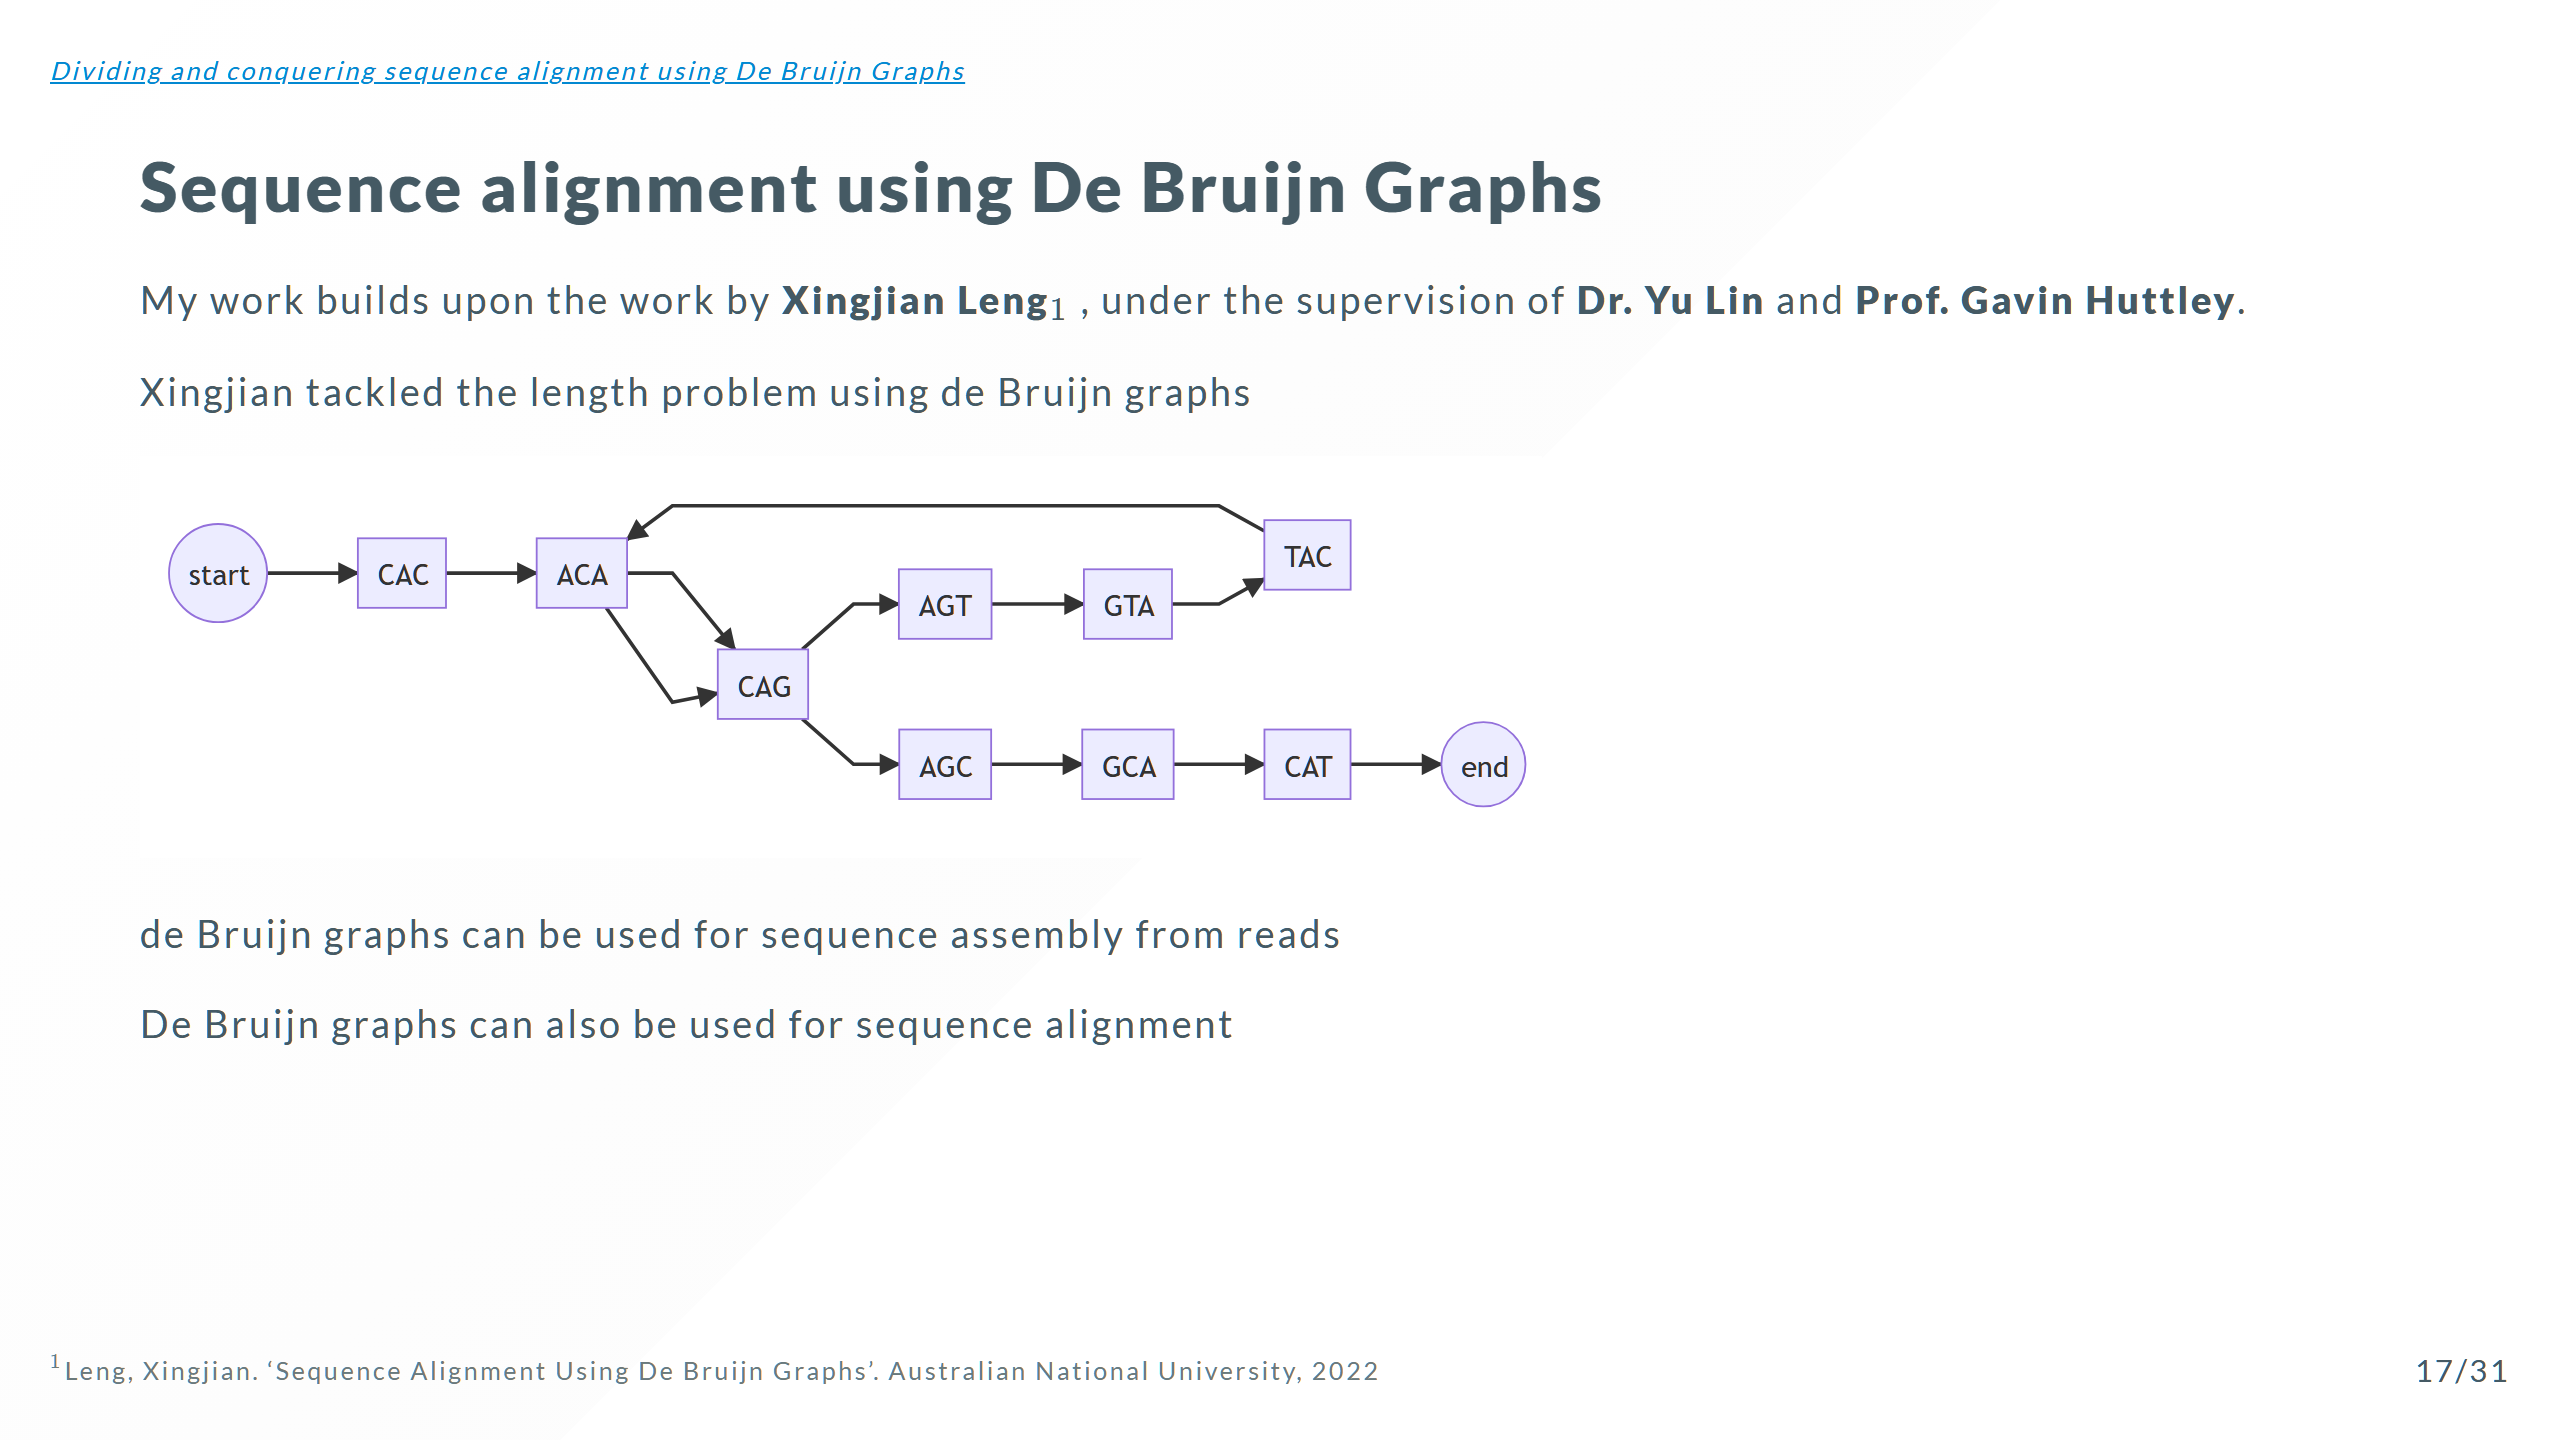 Dividing and conquering sequence alignment using De Bruijn Graphs
Sequence alignment using De Bruijn Graphs
My work builds upon the work by Xingjian Leng1 , under the supervision of Dr. Yu Lin and Prof. Gavin Huttley.
Xingjian tackled the length problem using de Bruijn graphs
start
CAC
ACA
CAG
AGT
GTA
TAC
AGC
GCA
CAT
end
de Bruijn graphs can be used for sequence assembly from reads
De Bruijn graphs can also be used for sequence alignment
1 Leng, Xingjian. ‘Sequence Alignment Using De Bruijn Graphs’. Australian National University, 2022
17/31